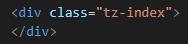 <div class="tz-index">
</div>